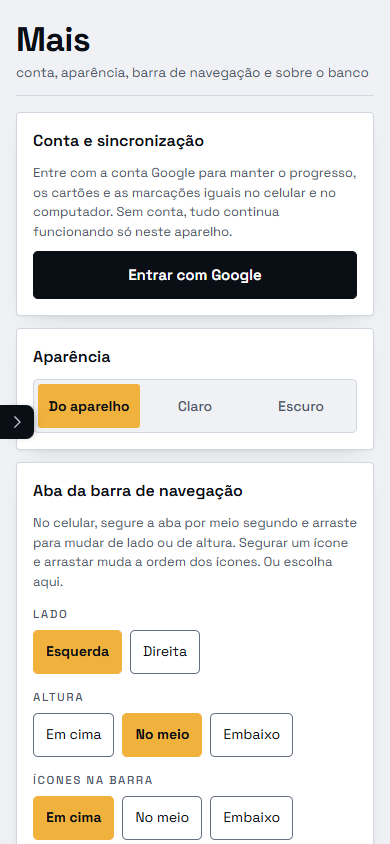 Mais
conta, aparência, barra de navegação e sobre o banco
Conta e sincronização
Entre com a conta Google para manter o progresso,
os cartões e as marcações iguais no celular e no
computador. Sem conta, tudo continua
funcionando só neste aparelho.
Entrar com Google
Aparência
Do aparelho
Claro
Escuro
Aba da barra de navegação
No celular, segure a aba por meio segundo e arraste
para mudar de lado ou de altura. Segurar um ícone
e arrastar muda a ordem dos ícones. Ou escolha
aqui.
LADO
Esquerda
Direita
ALTURA
Em cima
No meio
Embaixo
ÍCONES NA BARRA
Em cima
No meio
Embaixo